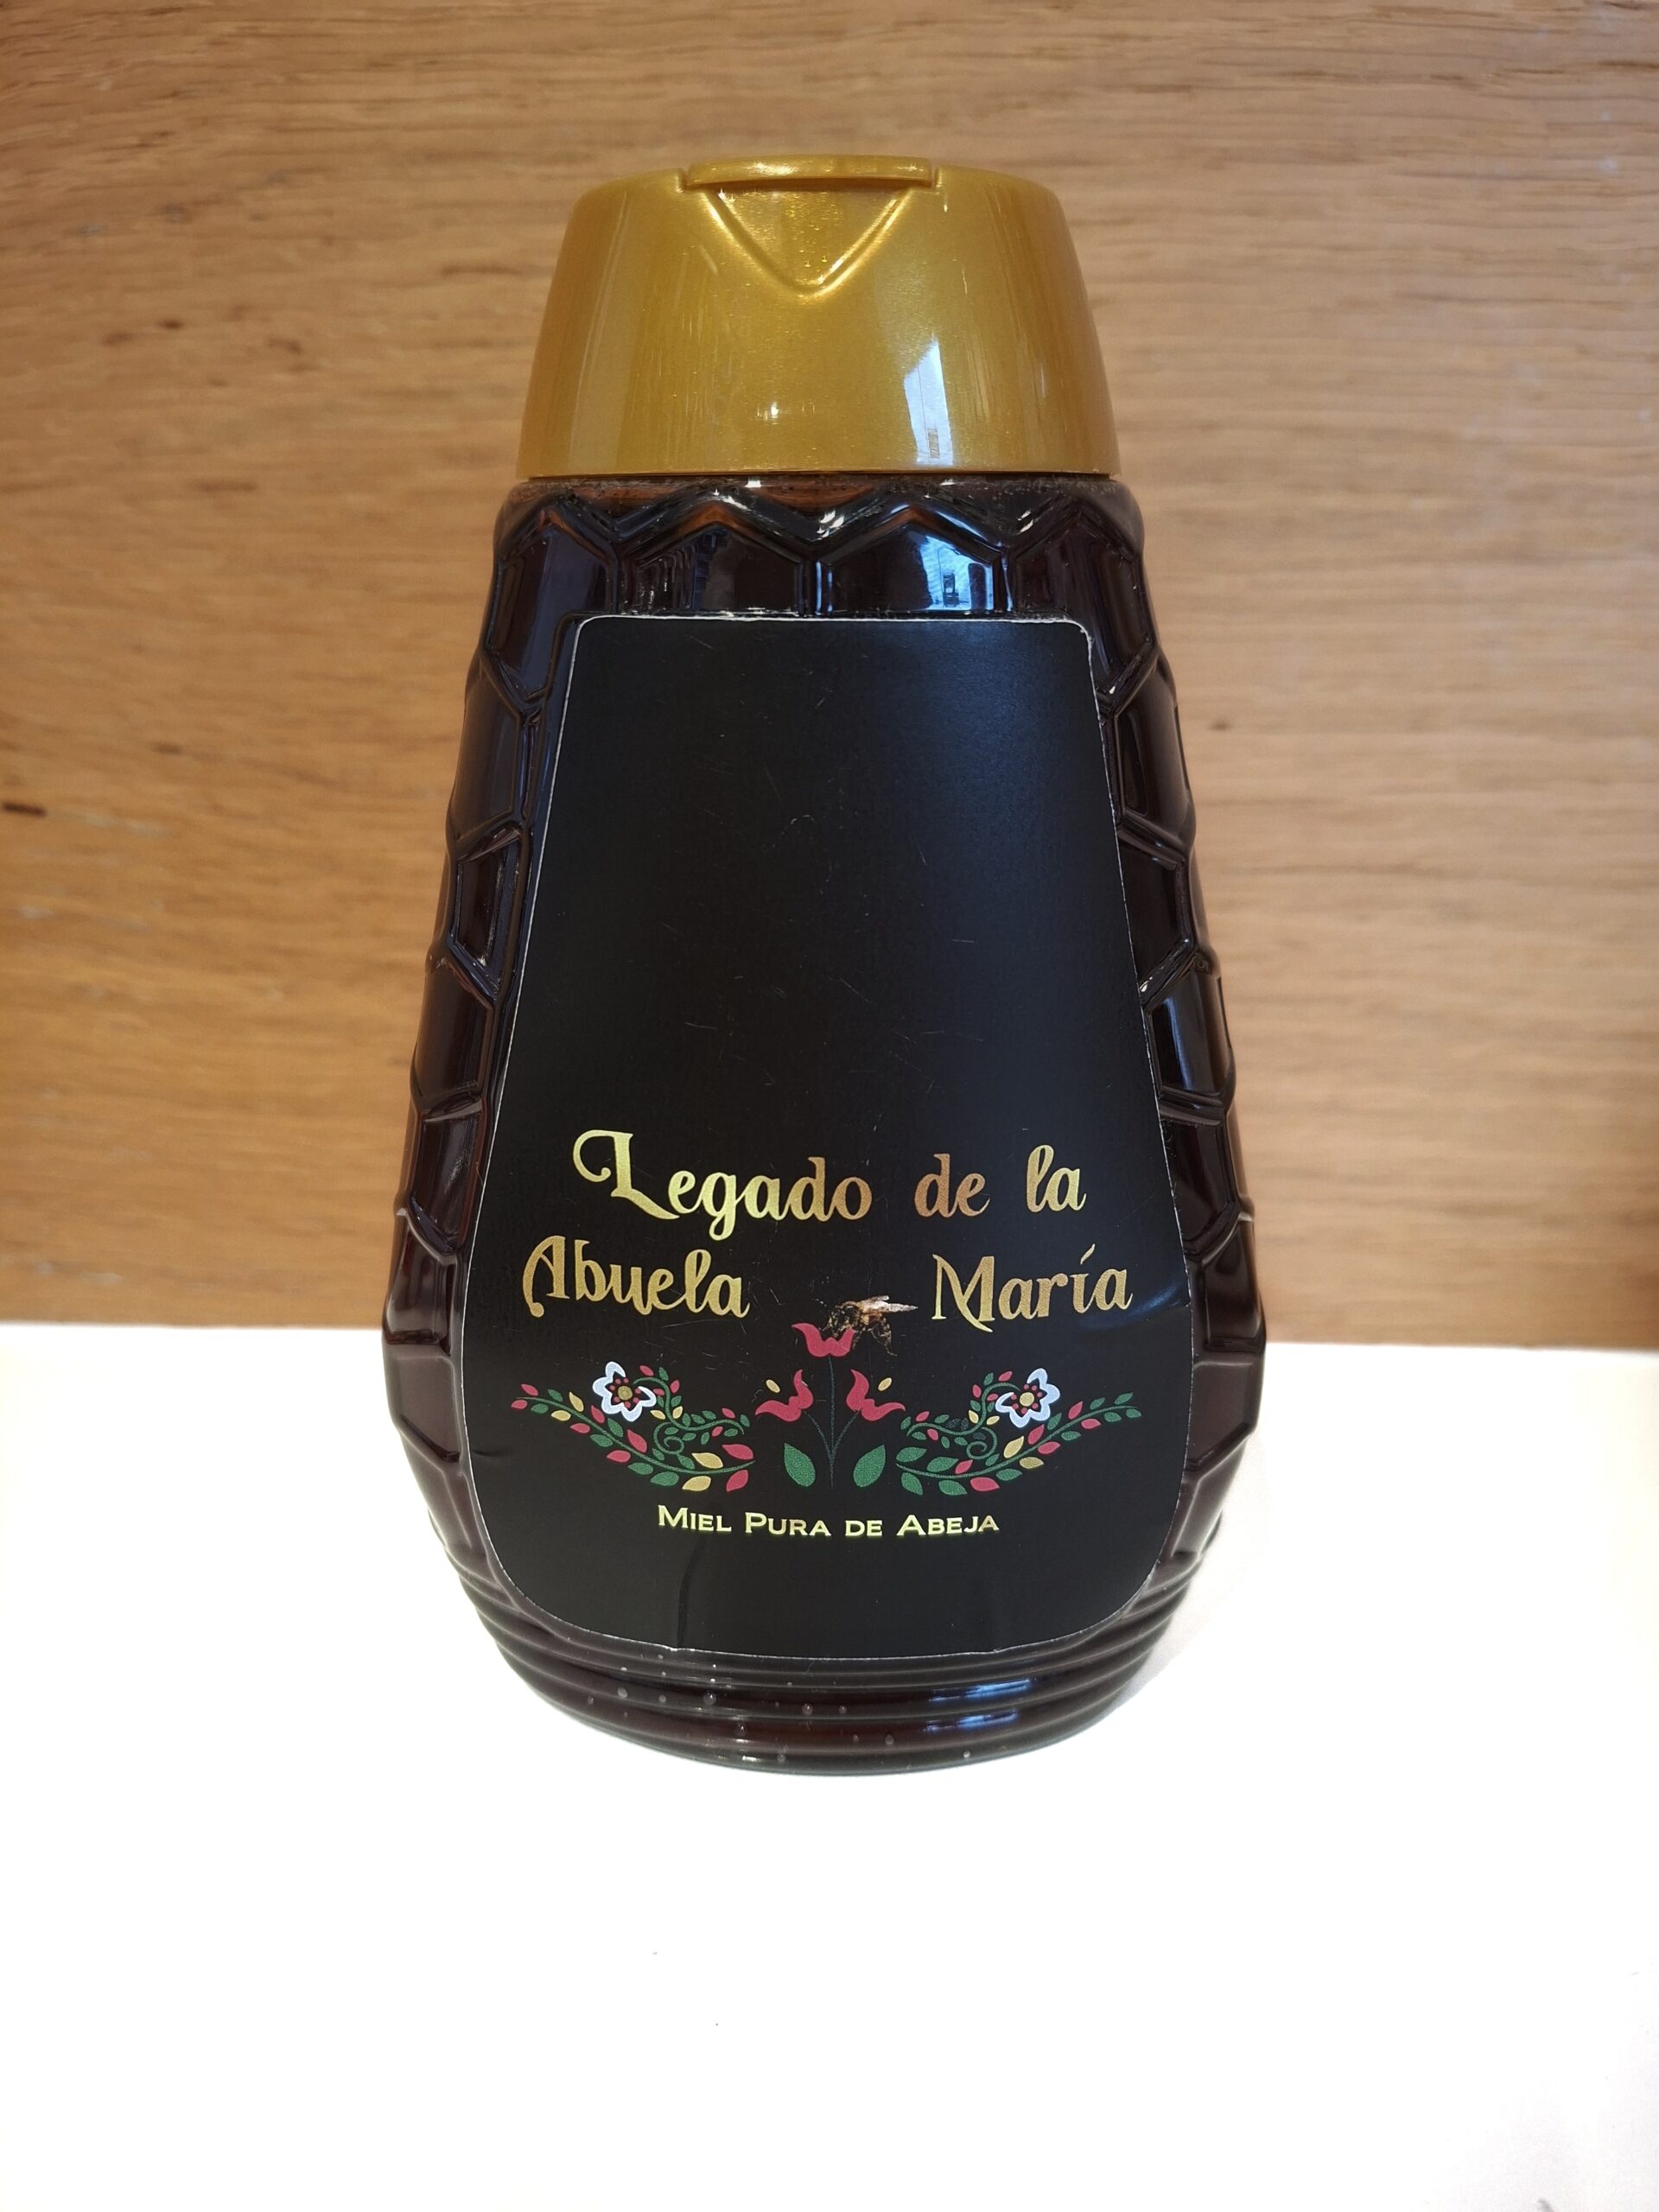 Legado de la
Abuela María
Miel Pura de Abeja